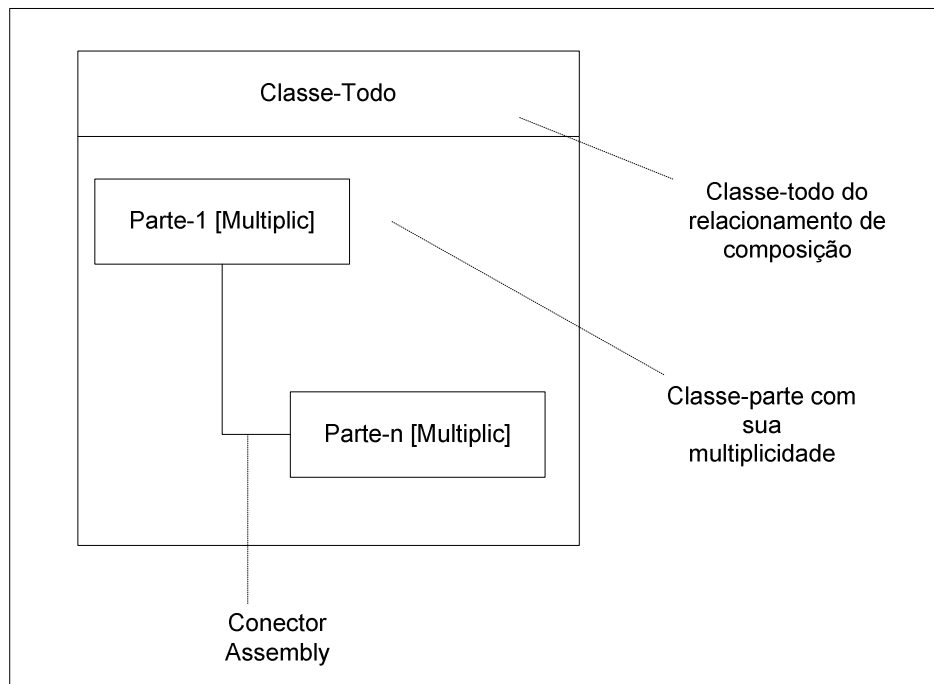 Classe-Todo
Parte-1 [Multiplic]
Classe-todo do
relacionamento de
composição
Classe-parte com
sua
multiplicidade
Parte-n [Multiplic]
Conector
Assembly